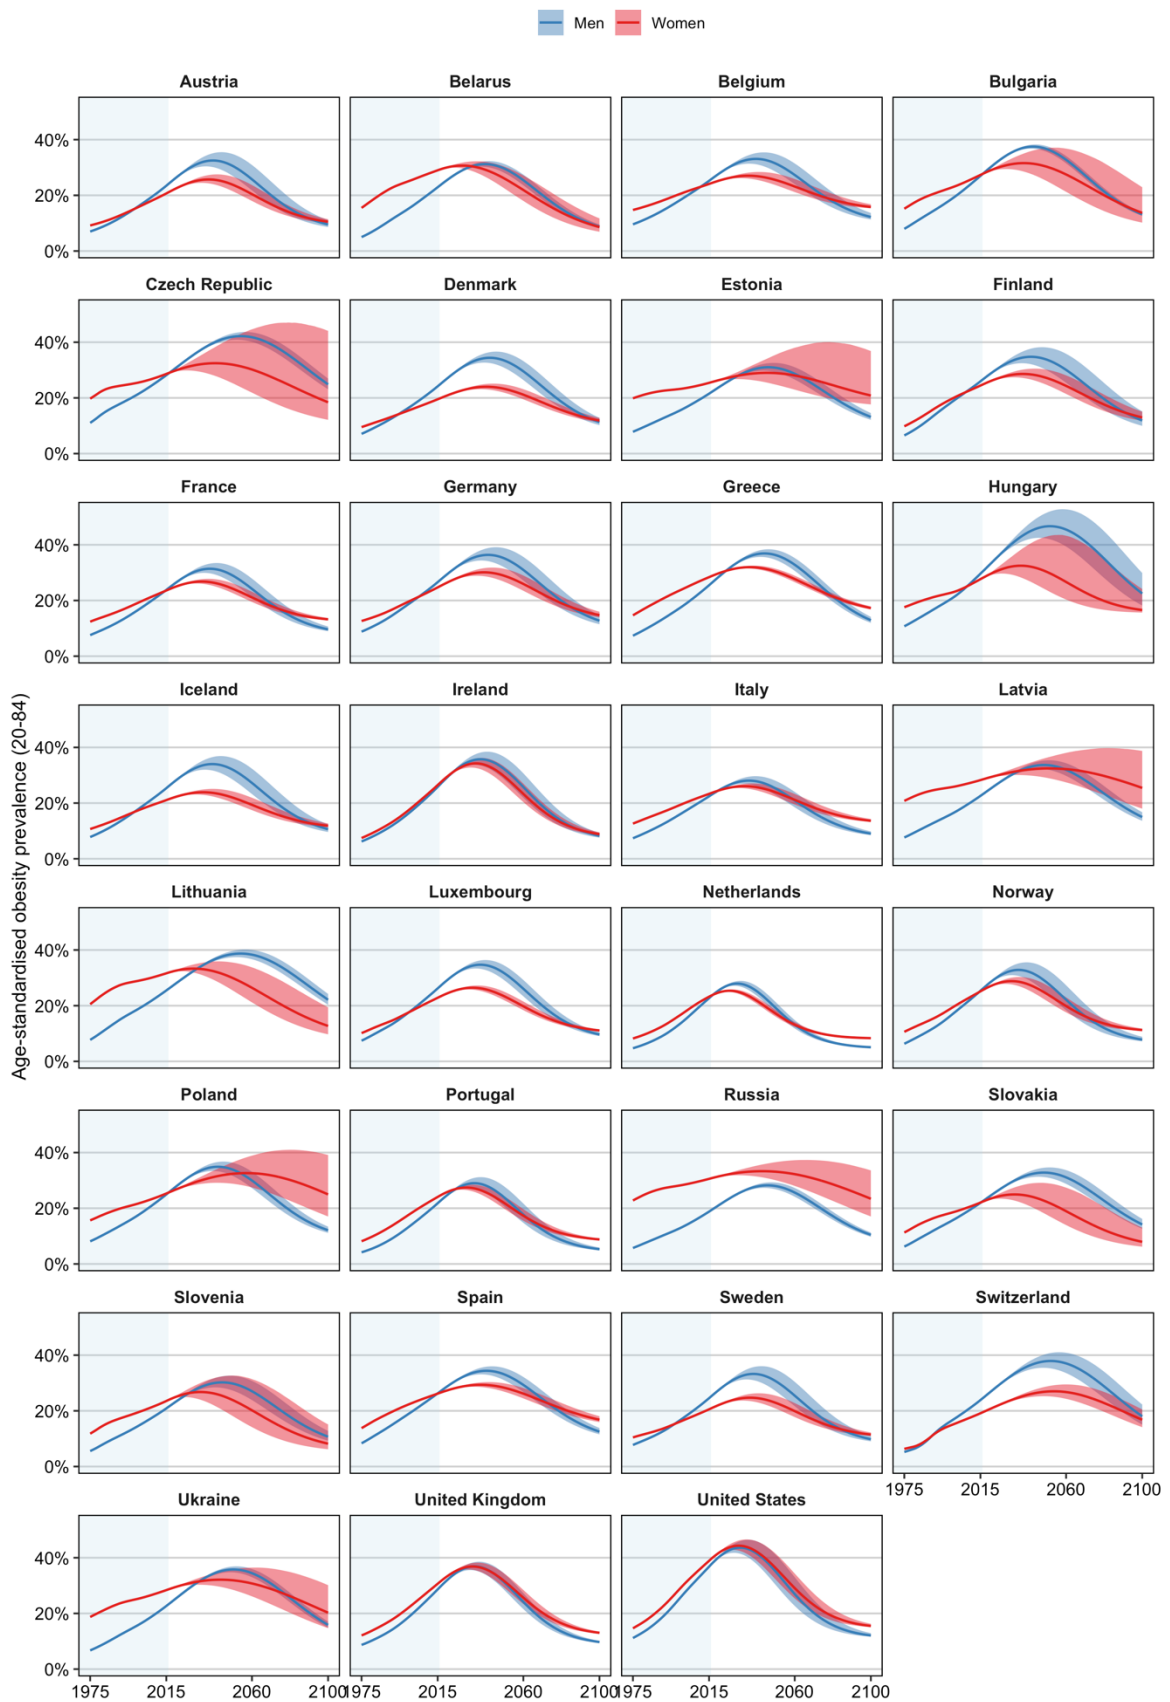 Men Women
Age-standardised obesity prevalence (20-84)
Austria Belarus Belgium Bulgaria
40%
20%
0%
Czech Republic Denmark Estonia Finland
40%
20%
0%
France Germany Greece Hungary
40%
20%
0%
Iceland Ireland Italy Latvia
40%
20%
0%
Lithuania Luxembourg Netherlands Norway
40%
20%
0%
Poland Portugal Russia Slovakia
40%
20%
0%
Slovenia Spain Sweden Switzerland
40%
20%
0%
1975 2015 2060 2100
Ukraine United Kingdom United States
40%
20%
0%
1975 2015 2060 2100 1975 2015 2060 2100 1975 2015 2060 2100